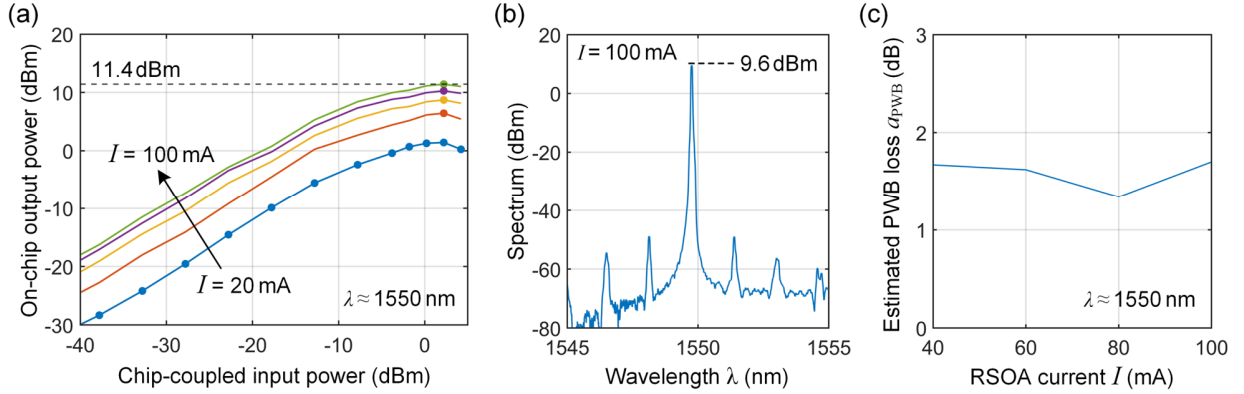 (a)
On-chip output power (dBm)
20
10
0
-10
-20
-30
11.4 dBm
I = 100 mA
I = 20 mA
λ ≈ 1550 nm
-40
-30
-20
-10
0
Chip-coupled input power (dBm)
(b)
Spectrum (dBm)
20
0
-20
-40
-60
-80
I = 100 mA
9.6 dBm
1545
1550
1555
Wavelength λ (nm)
(c)
Estimated PWB loss aPWB (dB)
3
2
1
0
λ ≈ 1550 nm
40
60
80
100
RSOA current I (mA)